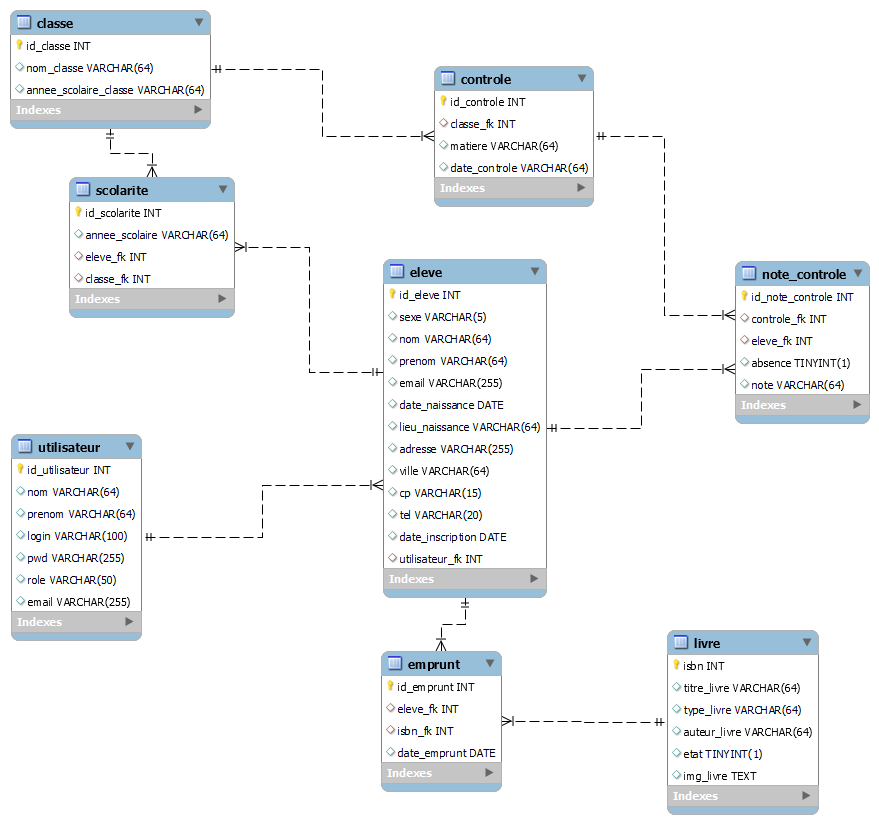 classe
id_classe INT
nom_classe VARCHAR(64)
annee_scolaire_classe VARCHAR(64)
Indexes
controle
id_controle INT
classe_fk INT
matiere VARCHAR(64)
date_controle VARCHAR(64)
Indexes
scolarite
id_scolarite INT
annee_scolaire VARCHAR(64)
eleve_fk INT
classe_fk INT
Indexes
eleve
id_eleve INT
sexe VARCHAR(5)
nom VARCHAR(64)
prenom VARCHAR(64)
email VARCHAR(255)
date_naissance DATE
lieu_naissance VARCHAR(64)
adresse VARCHAR(255)
ville VARCHAR(64)
cp VARCHAR(15)
tel VARCHAR(20)
date_inscription DATE
utilisateur_fk INT
Indexes
note_controle
id_note_controle INT
controle_fk INT
eleve_fk INT
absence TINYINT(1)
note VARCHAR(64)
Indexes
utilisateur
id_utilisateur INT
nom VARCHAR(64)
prenom VARCHAR(64)
login VARCHAR(100)
pwd VARCHAR(255)
role VARCHAR(50)
email VARCHAR(255)
Indexes
emprunt
id_emprunt INT
eleve_fk INT
isbn_fk INT
date_emprunt DATE
Indexes
livre
isbn INT
titre_livre VARCHAR(64)
type_livre VARCHAR(64)
auteur_livre VARCHAR(64)
etat TINYINT(1)
img_livre TEXT
Indexes